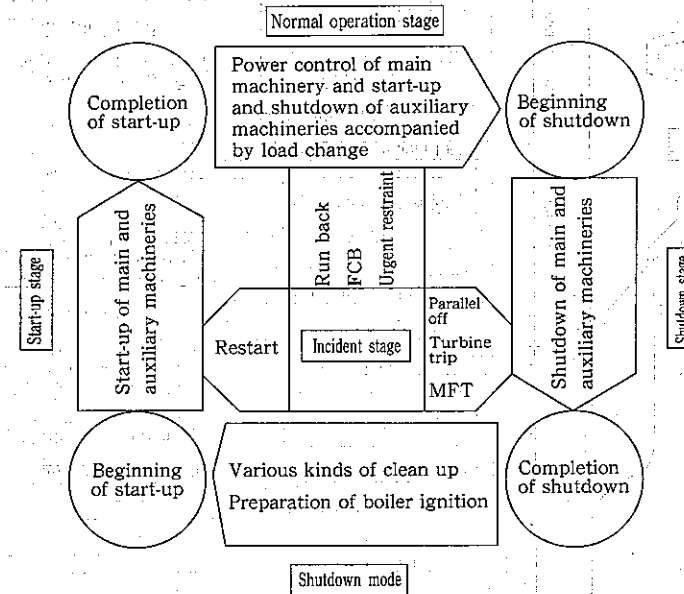 Normal operation stage
Completion
of start-up
Power control of main
machinery and start-up
and shutdown of auxiliary
machineries accompanied
by load change
Beginning
of shutdown
Start-up stage
Start-up of main and
auxiliary machineries
Run back
FCB
Urgent restraint
Restart
Incident stage
Parallel
off
Turbine
trip
MFT
Shutdown of main and
auxiliary machineries
Shutdown stage
Beginning
of start-up
Various kinds of clean up
Preparation of boiler ignition
Completion
of shutdown
Shutdown mode